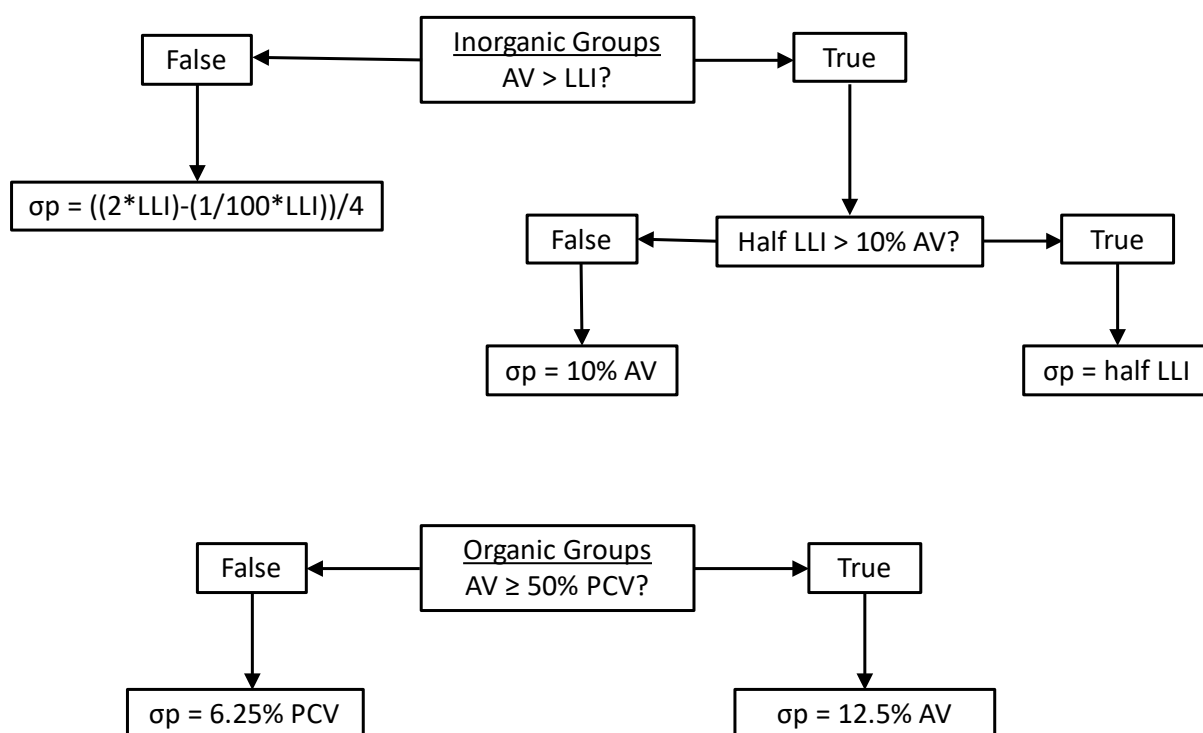 Inorganic Groups
AV > LLI?
False
True
σp = ((2*LLI)-(1/100*LLI))/4
Half LLI > 10% AV?
False
True
σp = 10% AV
σp = half LLI
Organic Groups
AV ≥ 50% PCV?
False
True
σp = 6.25% PCV
σp = 12.5% AV